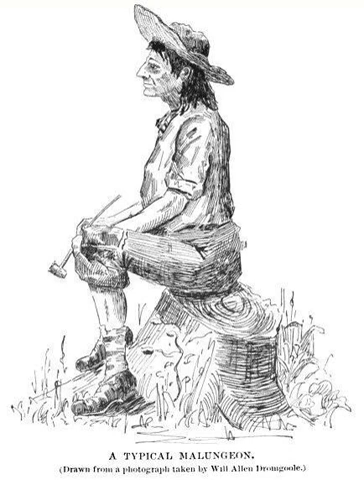 A TYPICAL MALUNGEON.
(Drawn from a photograph taken by Will Allen Dromgoole.)